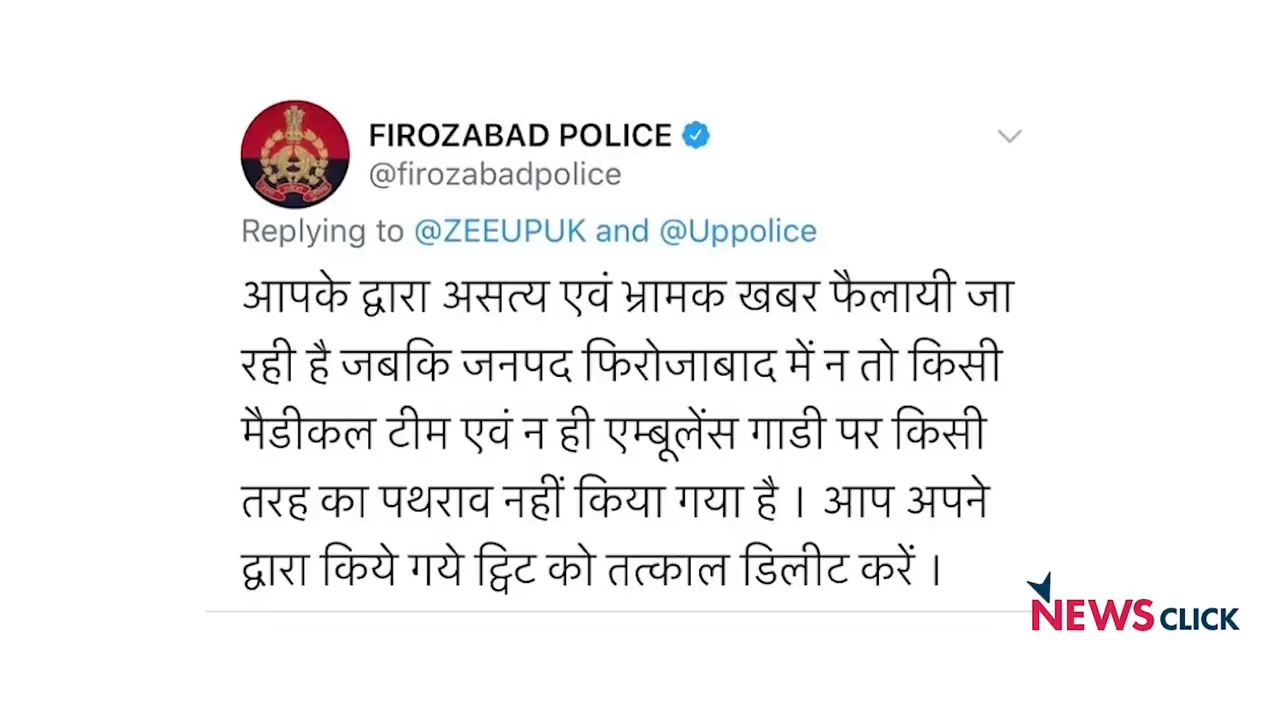 FIROZABAD POLICE
@firozabadpolice
Replying to @ZEEUPUK and @Uppolice
आपके द्वारा असत्य एवं भ्रामक खबर फैलायी जा
रही है जबकि जनपद फिरोजाबाद में न तो किसी
मैडीकल टीम एवं न ही एम्बूलेंस गाडी पर किसी
तरह का पथराव नहीं किया गया है । आप अपने
द्वारा किये गये ट्विट को तत्काल डिलीट करें ।
NEWSCLICK